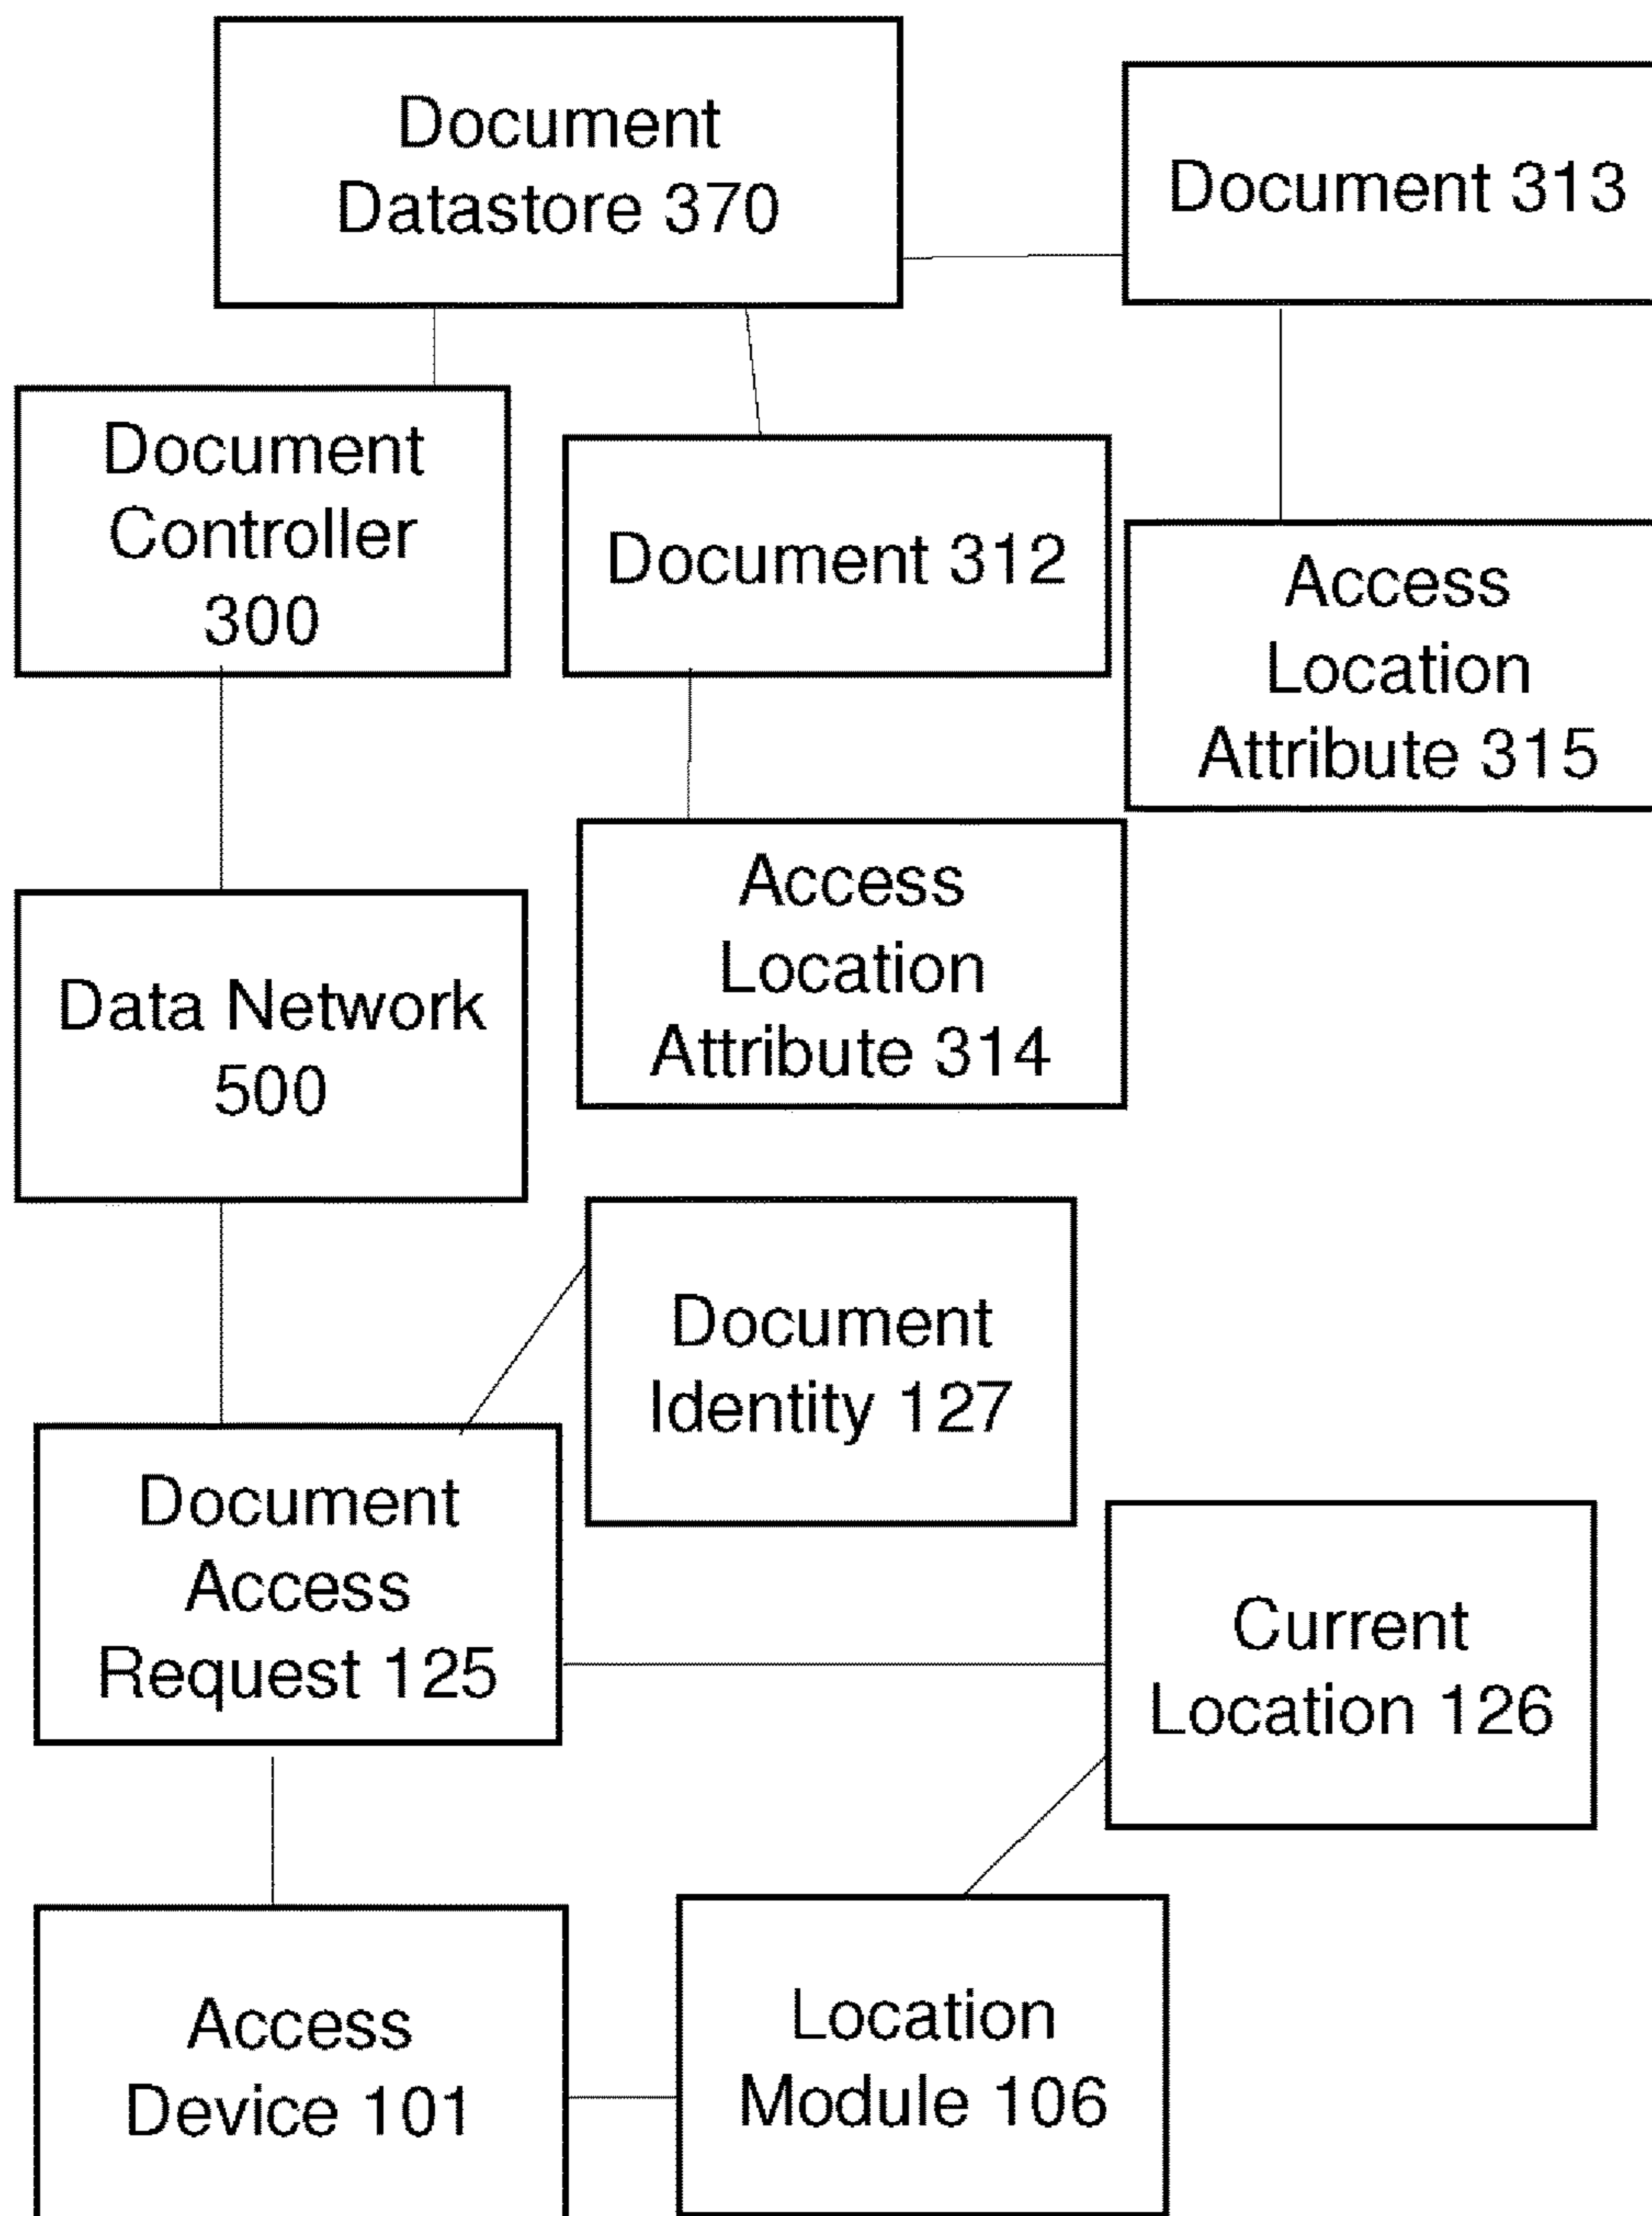 Document
Datastore 370
Document 313
Document
Controller
300
Document 312
Access
Location
Attribute 315
Access
Location
Attribute 314
Data Network
500
Document
Identity 127
Document
Access
Request 125
Current
Location 126
Access
Device 101
Location
Module 106